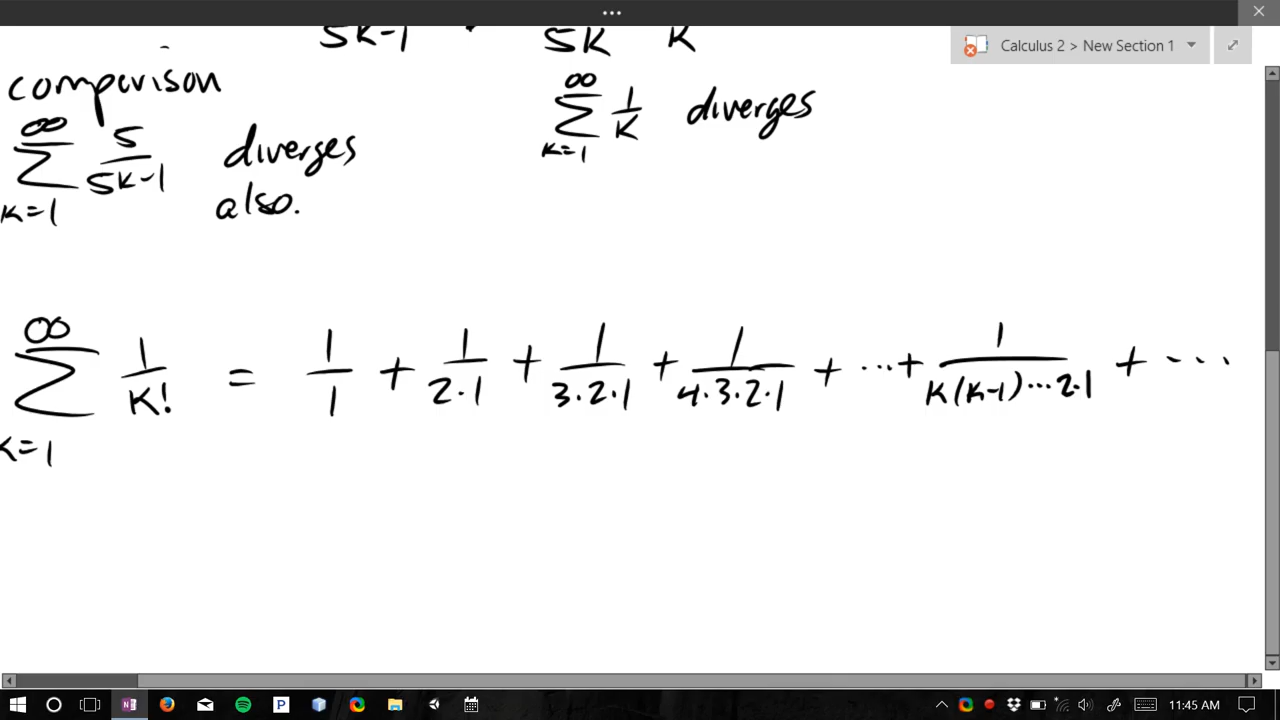 ...
Calculus 2 > New Section 1
5K-1 5K K
comparison
∞ ∑ K=1 5/(5K-1) diverges
also.
∞ ∑ K=1 1/K diverges
∞ ∑ K=1 1/K! = 1/1 + 1/(2·1) + 1/(3·2·1) + 1/(4·3·2·1) + ... + 1/(K(K-1)...2·1) + ...
11:45 AM